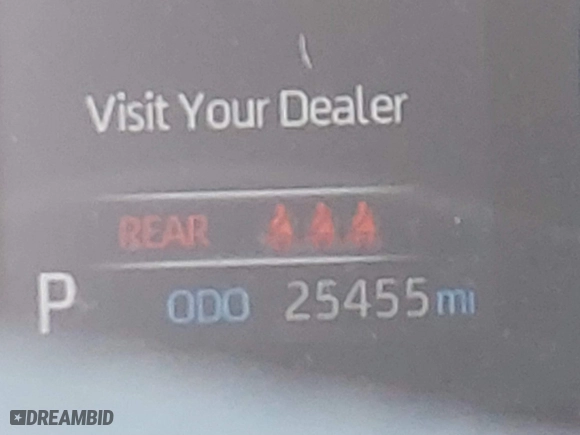 Visit Your Dealer
REAR
P ODO 25455 mi
DREAMBID